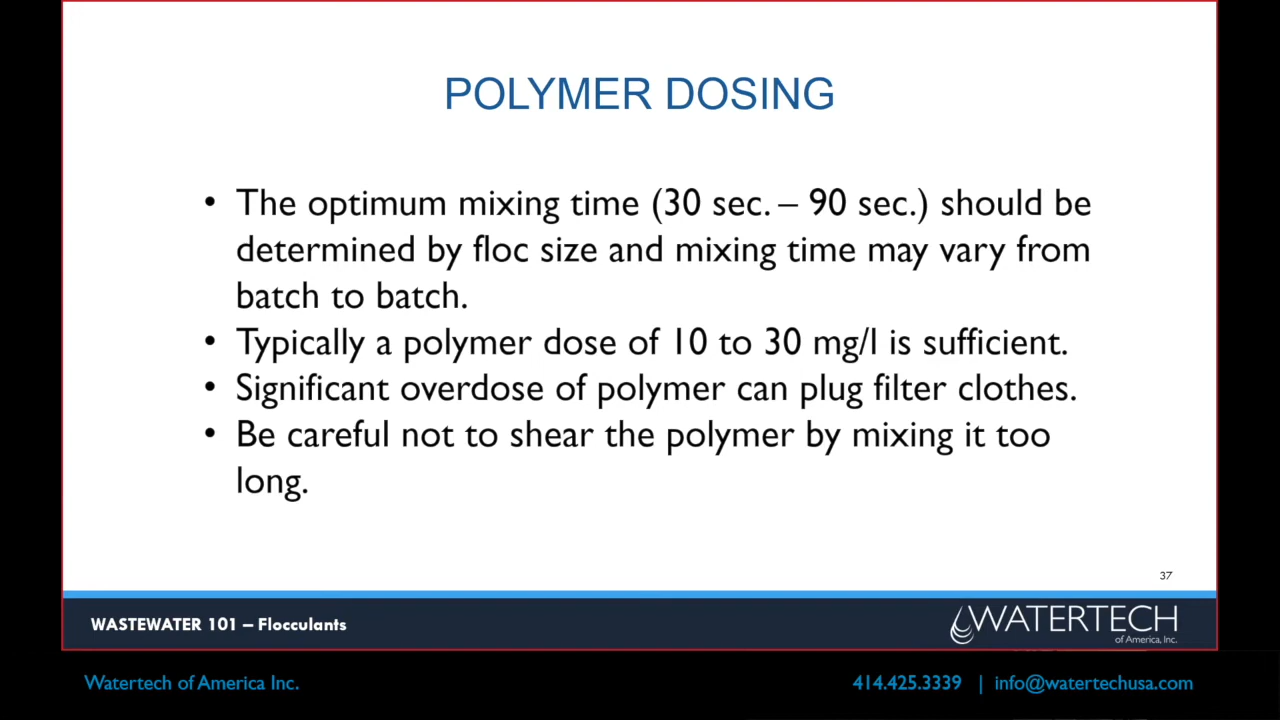 POLYMER DOSING
• The optimum mixing time (30 sec. – 90 sec.) should be
determined by floc size and mixing time may vary from
batch to batch.
• Typically a polymer dose of 10 to 30 mg/l is sufficient.
• Significant overdose of polymer can plug filter clothes.
• Be careful not to shear the polymer by mixing it too
long.
37
WASTEWATER 101 – Flocculants
WATERTECH
of America, Inc.
Watertech of America Inc.
414.425.3339 | info@watertechusa.com